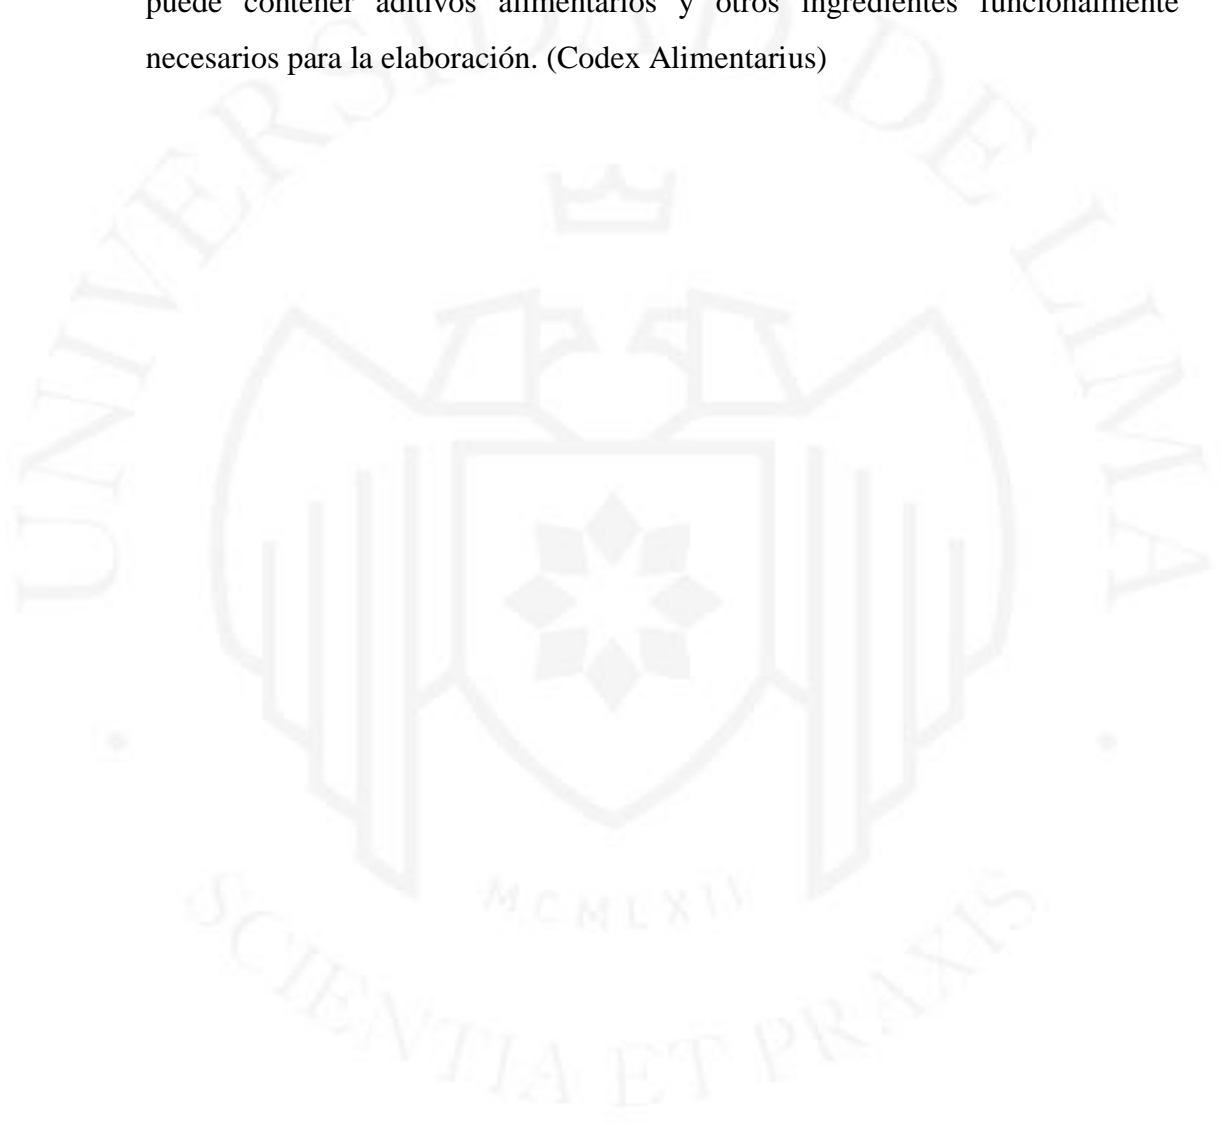 puede contener aditivos alimentarios y otros ingredientes funcionalmente
necesarios para la elaboración. (Codex Alimentarius)
UNIVERSIDAD DE LIMA
MCMLXII
SCIENTIA ET PRAXIS